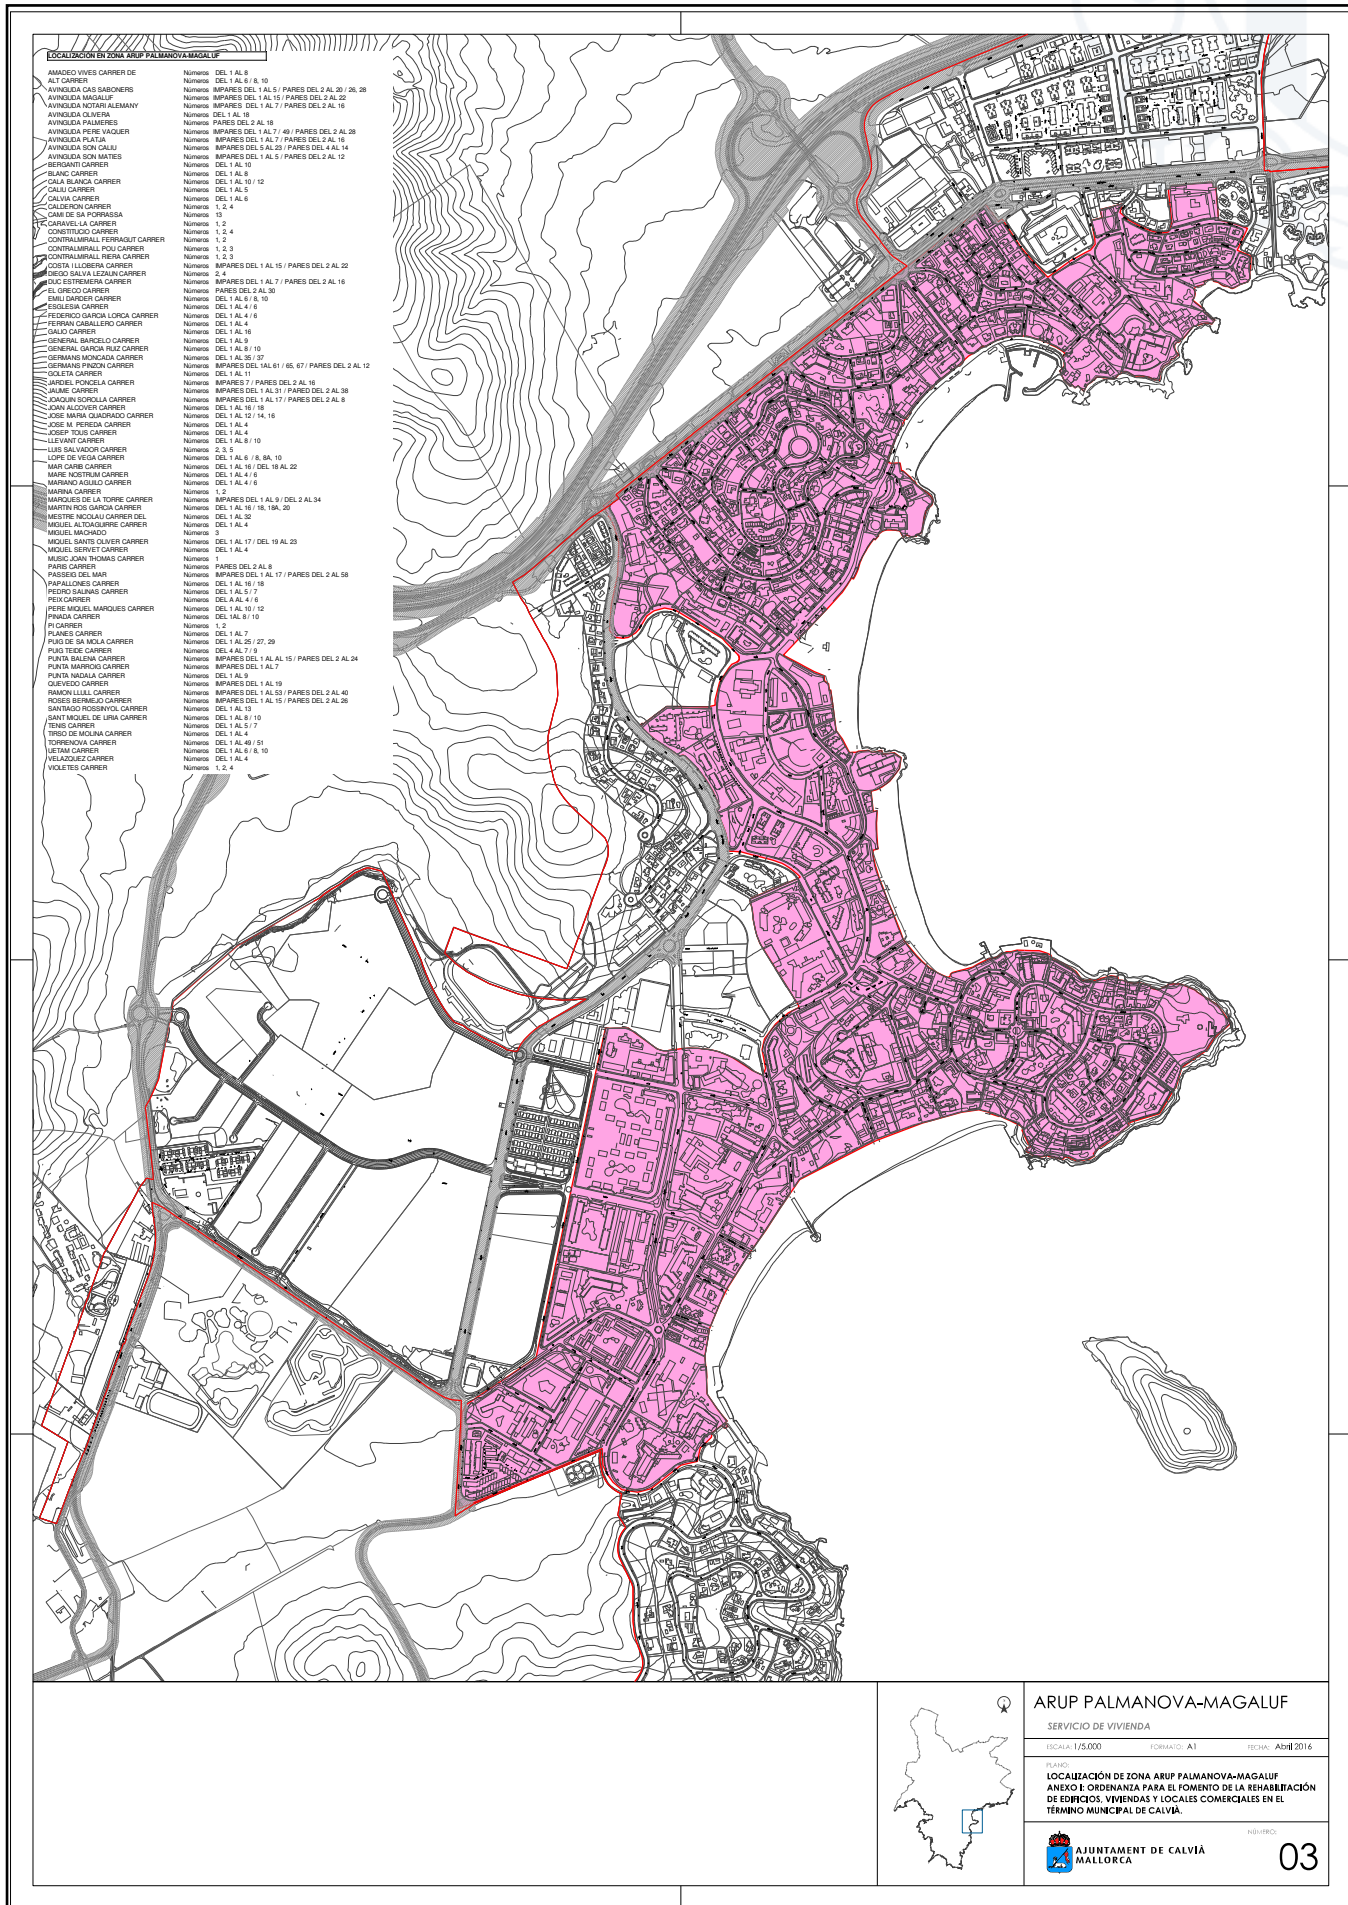 LOCALIZACIÓN EN ZONA ARUP PALMANOVA-MAGALUF
AMADEO VIVES CARRER DE Números DEL 1 AL 8
ALT CARRER Números DEL 1 AL 6 / 8, 10
AVINGUDA CAS SABONERS Números IMPARES DEL 1 AL 5 / PARES DEL 2 AL 20 / 26, 28
AVINGUDA MAGALUF Números IMPARES DEL 1 AL 15 / PARES DEL 2 AL 22
AVINGUDA NOTARI ALEMANY Números IMPARES DEL 1 AL 7 / PARES DEL 2 AL 16
AVINGUDA OLIVERA Números DEL 1 AL 18
AVINGUDA PALMERES Números PARES DEL 2 AL 18
AVINGUDA PERE VAQUER Números IMPARES DEL 1 AL 7 / 49 / PARES DEL 2 AL 28
AVINGUDA PLATJA Números IMPARES DEL 1 AL 7 / PARES DEL 2 AL 16
AVINGUDA SON CALIU Números IMPARES DEL 5 AL 23 / PARES DEL 4 AL 14
AVINGUDA SON MATIES Números IMPARES DEL 1 AL 5 / PARES DEL 2 AL 12
BERGANTI CARRER Números DEL 1 AL 10
BLANC CARRER Números DEL 1 AL 8
CALA BLANCA CARRER Números DEL 1 AL 10 / 12
CALIU CARRER Números DEL 1 AL 5
CALVIA CARRER Números DEL 1 AL 6
CALDERON CARRER Números 1, 2, 4
CAMI DE SA PORRASSA Números 13
CARAVEL·LA CARRER Números 1, 2
CONSTITUCIO CARRER Números 1, 2, 4
CONTRALMIRALL FERRAGUT CARRER Números 1, 2
CONTRALMIRALL POU CARRER Números 1, 2, 3
CONTRALMIRALL RIERA CARRER Números 1, 2, 3
COSTA I LLOBERA CARRER Números IMPARES DEL 1 AL 15 / PARES DEL 2 AL 22
DIEGO SALVA LEZAUN CARRER Números 2, 4
DUC ESTREMERA CARRER Números IMPARES DEL 1 AL 7 / PARES DEL 2 AL 16
EL GRECO CARRER Números PARES DEL 2 AL 30
EMILI DARDER CARRER Números DEL 1 AL 6 / 8, 10
ESGLESIA CARRER Números DEL 1 AL 4 / 6
FEDERICO GARCIA LORCA CARRER Números DEL 1 AL 4 / 6
FERRAN CABALLERO CARRER Números DEL 1 AL 4
GALIO CARRER Números DEL 1 AL 16
GENERAL BARCELO CARRER Números DEL 1 AL 9
GENERAL GARCIA RUIZ CARRER Números DEL 1 AL 8 / 10
GERMANS MONCADA CARRER Números DEL 1 AL 35 / 37
GERMANS PINZON CARRER Números IMPARES DEL 1AL 61 / 65, 67 / PARES DEL 2 AL 12
GOLETA CARRER Números DEL 1 AL 11
JARDIEL PONCELA CARRER Números IMPARES 7 / PARES DEL 2 AL 16
JAUME CARRER Números IMPARES DEL 1 AL 31 / PARED DEL 2 AL 38
JOAQUIN SOROLLA CARRER Números IMPARES DEL 1 AL 17 / PARES DEL 2 AL 8
JOAN ALCOVER CARRER Números DEL 1 AL 16 / 18
JOSE MARIA QUADRADO CARRER Números DEL 1 AL 12 / 14, 16
JOSE M. PEREDA CARRER Números DEL 1 AL 4
JOSEP TOUS CARRER Números DEL 1 AL 4
LLEVANT CARRER Números DEL 1 AL 8 / 10
LUIS SALVADOR CARRER Números 2, 3, 5
LOPE DE VEGA CARRER Números DEL 1 AL 6 / 8, 8A, 10
MAR CARIB CARRER Números DEL 1 AL 16 / DEL 18 AL 22
MARE NOSTRUM CARRER Números DEL 1 AL 4 / 6
MARIANO AGUILO CARRER Números DEL 1 AL 4 / 6
MARINA CARRER Números 1, 2
MARQUES DE LA TORRE CARRER Números IMPARES DEL 1 AL 9 / DEL 2 AL 34
MARTIN ROS GARCIA CARRER Números DEL 1 AL 16 / 18, 18A, 20
MESTRE NICOLAU CARRER DEL Números DEL 1 AL 32
MIGUEL ALTOAGUIRRE CARRER Números DEL 1 AL 4
MIGUEL MACHADO Números 3
MIQUEL SANTS OLIVER CARRER Números DEL 1 AL 17 / DEL 19 AL 23
MIQUEL SERVET CARRER Números DEL 1 AL 4
MUSIC JOAN THOMAS CARRER Números 1
PARIS CARRER Números PARES DEL 2 AL 8
PASSEIG DEL MAR Números IMPARES DEL 1 AL 17 / PARES DEL 2 AL 58
PAPALLONES CARRER Números DEL 1 AL 16 / 18
PEDRO SALINAS CARRER Números DEL 1 AL 5 / 7
PEIX CARRER Números DEL A AL 4 / 6
PERE MIQUEL MARQUES CARRER Números DEL 1 AL 10 / 12
PINADA CARRER Números DEL 1AL 8 / 10
PI CARRER Números 1, 2
PLANES CARRER Números DEL 1 AL 7
PUIG DE SA MOLA CARRER Números DEL 1 AL 25 / 27, 29
PUIG TEIDE CARRER Números DEL 4 AL 7 / 9
PUNTA BALENA CARRER Números IMPARES DEL 1 AL AL 15 / PARES DEL 2 AL 24
PUNTA MARROIG CARRER Números IMPARES DEL 1 AL 7
PUNTA NADALA CARRER Números DEL 1 AL 9
QUEVEDO CARRER Números IMPARES DEL 1 AL 19
RAMON LLULL CARRER Números IMPARES DEL 1 AL 53 / PARES DEL 2 AL 40
ROSES BERMEJO CARRER Números IMPARES DEL 1 AL 15 / PARES DEL 2 AL 26
SANTIAGO ROSSINYOL CARRER Números DEL 1 AL 13
SANT MIQUEL DE LIRIA CARRER Números DEL 1 AL 8 / 10
TENIS CARRER Números DEL 1 AL 5 / 7
TIRSO DE MOLINA CARRER Números DEL 1 AL 4
TORRENOVA CARRER Números DEL 1 AL 49 / 51
UETAM CARRER Números DEL 1 AL 6 / 8, 10
VELAZQUEZ CARRER Números DEL 1 AL 4
VIOLETES CARRER Números 1, 2, 4
ARUP PALMANOVA-MAGALUF
SERVICIO DE VIVIENDA
ESCALA: 1/5.000 FORMATO: A1 FECHA: Abril 2016
PLANO:
LOCALIZACIÓN DE ZONA ARUP PALMANOVA-MAGALUF
ANEXO I: ORDENANZA PARA EL FOMENTO DE LA REHABILITACIÓN
DE EDIFICIOS, VIVIENDAS Y LOCALES COMERCIALES EN EL
TÉRMINO MUNICIPAL DE CALVIÀ.
NÚMERO:
AJUNTAMENT DE CALVIÀ
MALLORCA
03